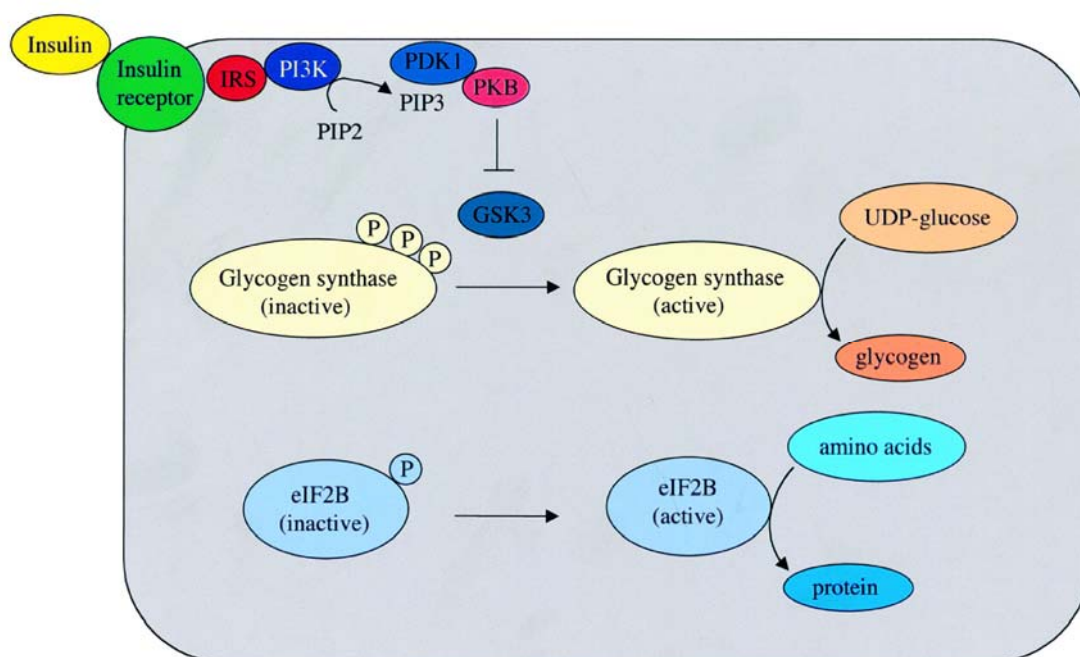 Insulin
Insulin
receptor
IRS
PI3K
PDK1
PKB
PIP3
PIP2
GSK3
P
P
P
Glycogen synthase
(inactive)
Glycogen synthase
(active)
UDP-glucose
glycogen
P
eIF2B
(inactive)
eIF2B
(active)
amino acids
protein